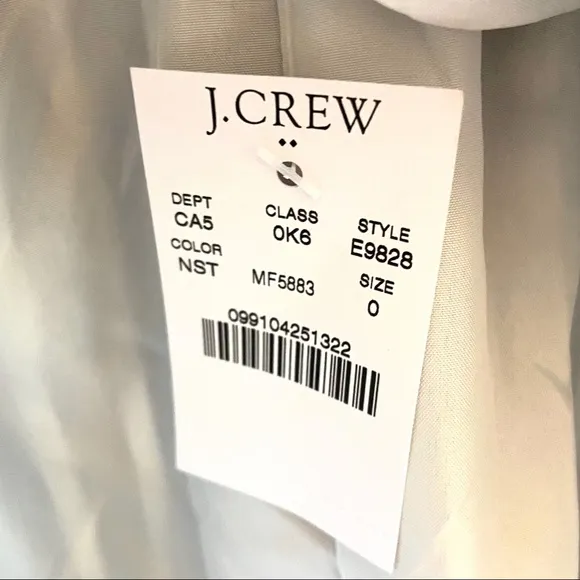 J.CREW
DEPT CLASS STYLE
CA5 0K6 E9828
COLOR SIZE
NST MF5883 0
099104251322